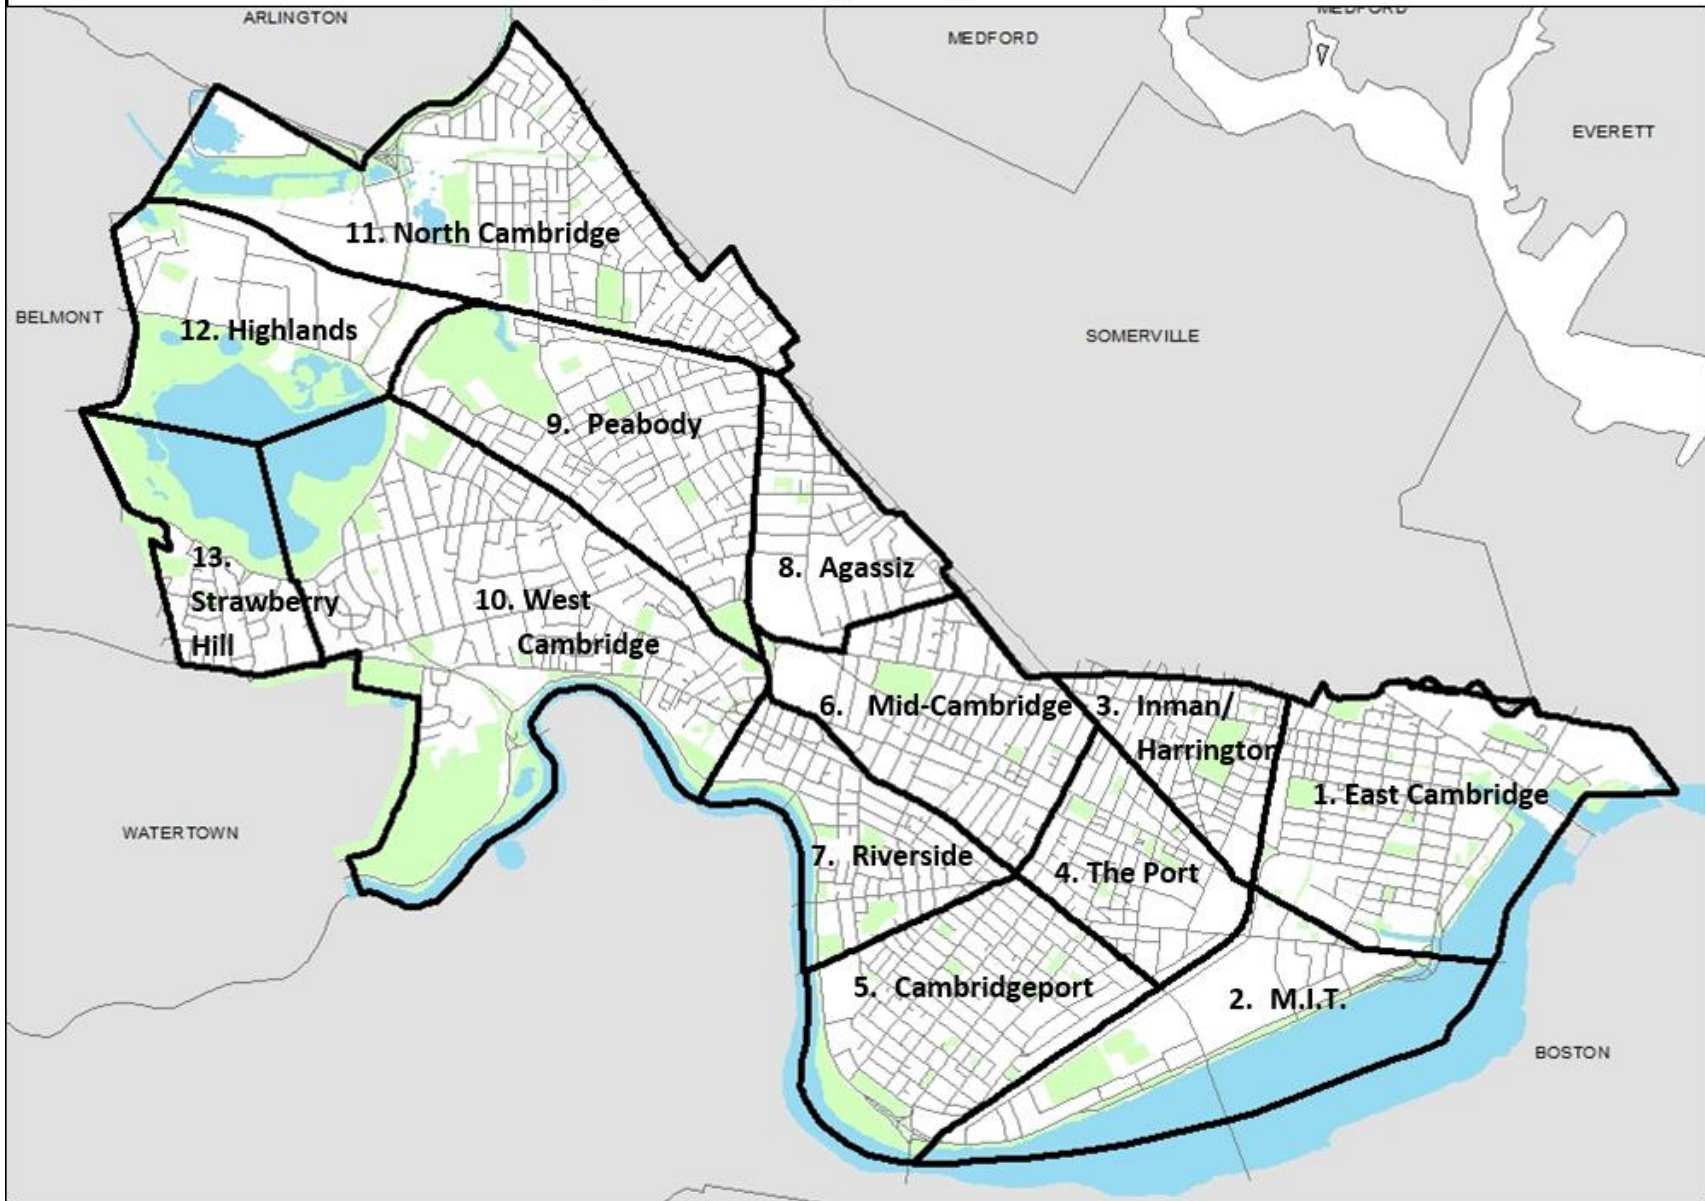 ARLINGTON
MEDFORD
MEDFORD
EVERETT
11. North Cambridge
BELMONT
12. Highlands
SOMERVILLE
9. Peabody
13.
Strawberry
Hill
8. Agassiz
10. West
Cambridge
6. Mid-Cambridge
3. Inman/
Harrington
1. East Cambridge
WATERTOWN
7. Riverside
4. The Port
5. Cambridgeport
2. M.I.T.
BOSTON